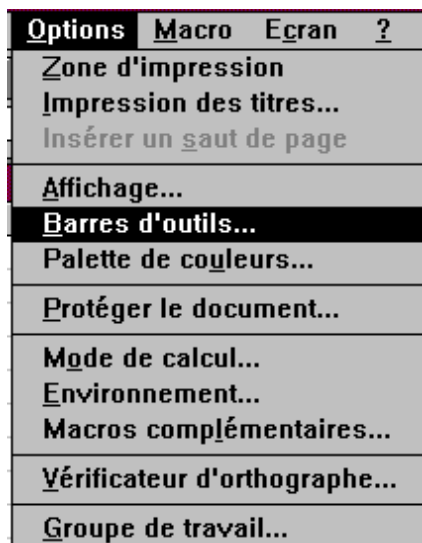 Options Macro Ecran ?
Zone d'impression
Impression des titres...
Insérer un saut de page
Affichage...
Barres d'outils...
Palette de couleurs...
Protéger le document...
Mode de calcul...
Environnement...
Macros complémentaires...
Vérificateur d'orthographe...
Groupe de travail...